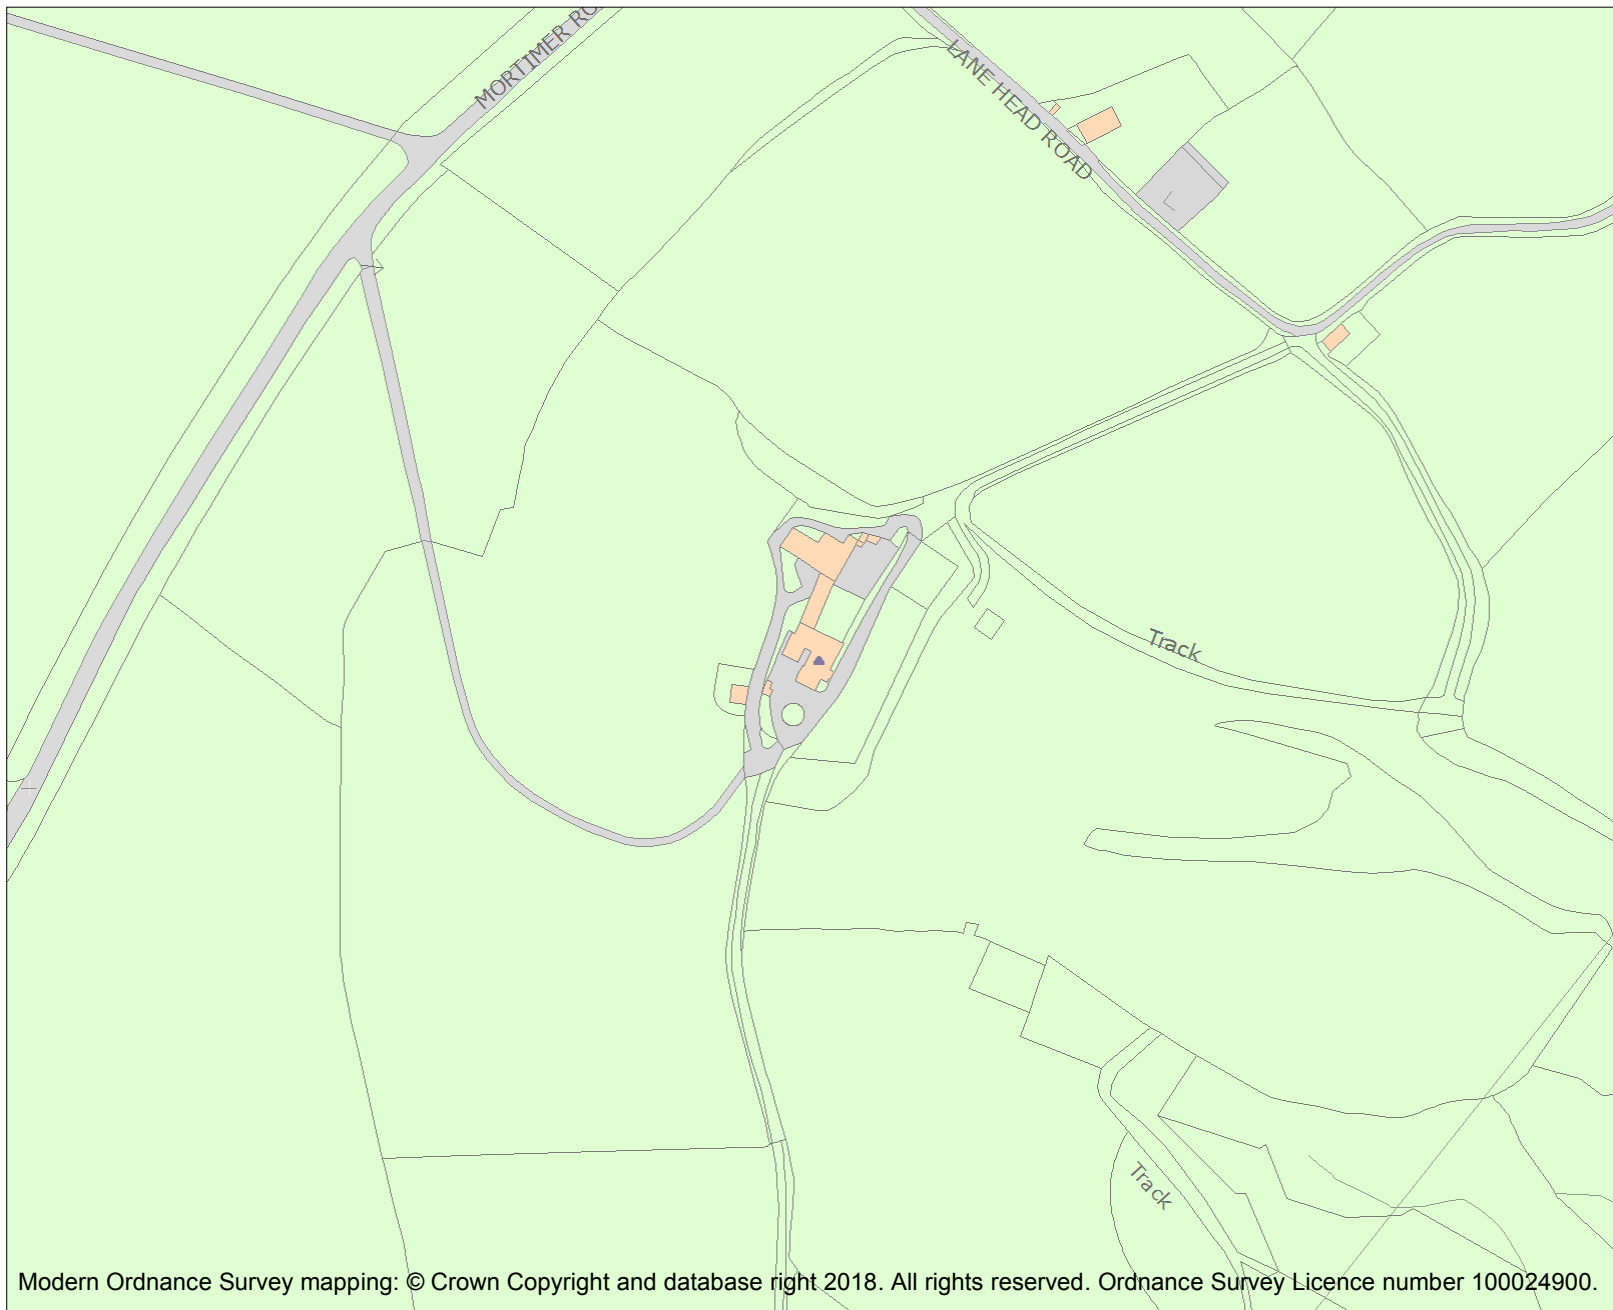 MORTIMER RO
LANE HEAD ROAD
Track
Track
Modern Ordnance Survey mapping: © Crown Copyright and database right 2018. All rights reserved. Ordnance Survey Licence number 100024900.